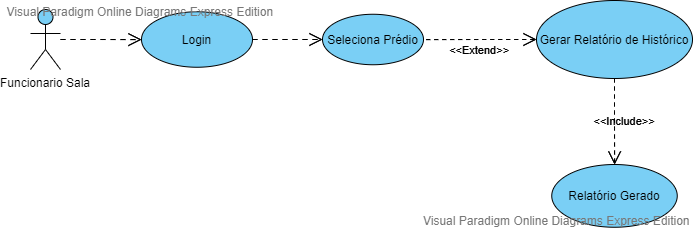 Visual Paradigm Online Diagrams Express Edition
Login
Seleciona Prédio
<<Extend>>
Gerar Relatório de Histórico
Funcionario Sala
<<Include>>
Relatório Gerado
Visual Paradigm Online Diagrams Express Edition